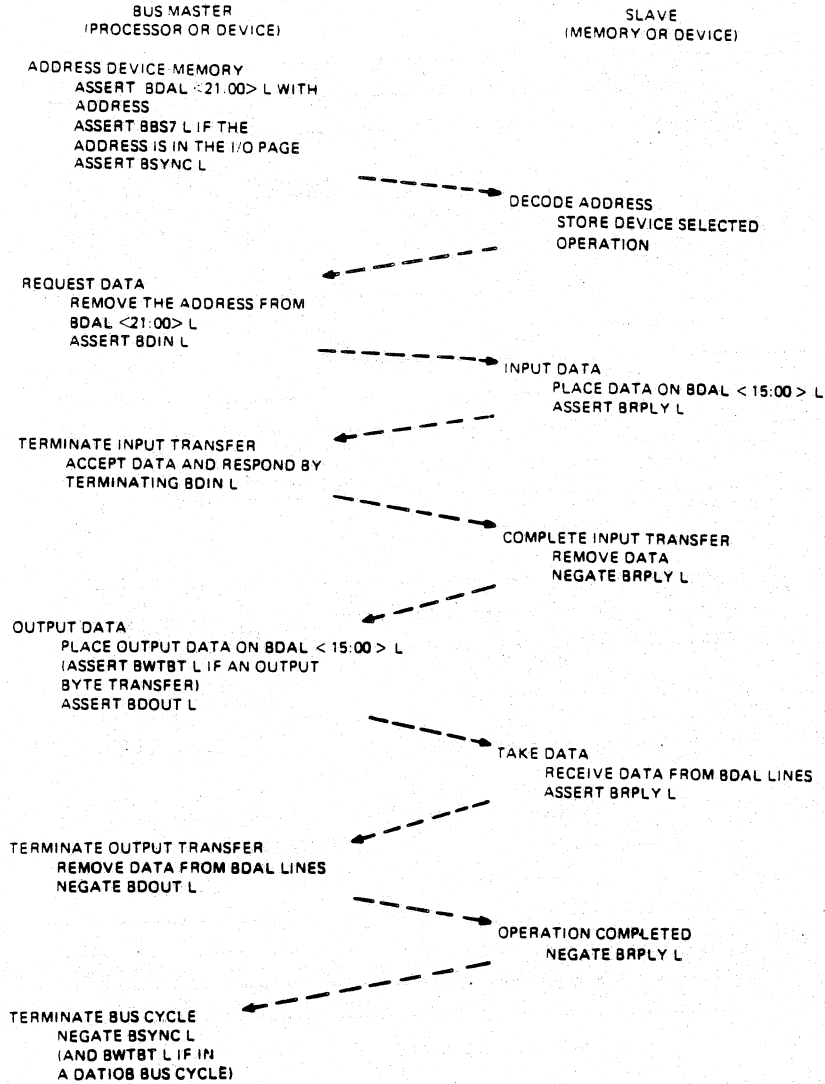 BUS MASTER
(PROCESSOR OR DEVICE)
SLAVE
(MEMORY OR DEVICE)
ADDRESS DEVICE MEMORY
ASSERT BDAL <21.00> L WITH
ADDRESS
ASSERT BBS7 L IF THE
ADDRESS IS IN THE I/O PAGE
ASSERT BSYNC L
DECODE ADDRESS
STORE DEVICE SELECTED
OPERATION
REQUEST DATA
REMOVE THE ADDRESS FROM
BDAL <21:00> L
ASSERT BDIN L
INPUT DATA
PLACE DATA ON BDAL < 15:00 > L
ASSERT BRPLY L
TERMINATE INPUT TRANSFER
ACCEPT DATA AND RESPOND BY
TERMINATING BDIN L
COMPLETE INPUT TRANSFER
REMOVE DATA
NEGATE BRPLY L
OUTPUT DATA
PLACE OUTPUT DATA ON BDAL < 15:00 > L
(ASSERT BWTBT L IF AN OUTPUT
BYTE TRANSFER)
ASSERT BDOUT L
TAKE DATA
RECEIVE DATA FROM BDAL LINES
ASSERT BRPLY L
TERMINATE OUTPUT TRANSFER
REMOVE DATA FROM BDAL LINES
NEGATE BDOUT L
OPERATION COMPLETED
NEGATE BRPLY L
TERMINATE BUS CYCLE
NEGATE BSYNC L
(AND BWTBT L IF IN
A DATIOB BUS CYCLE)